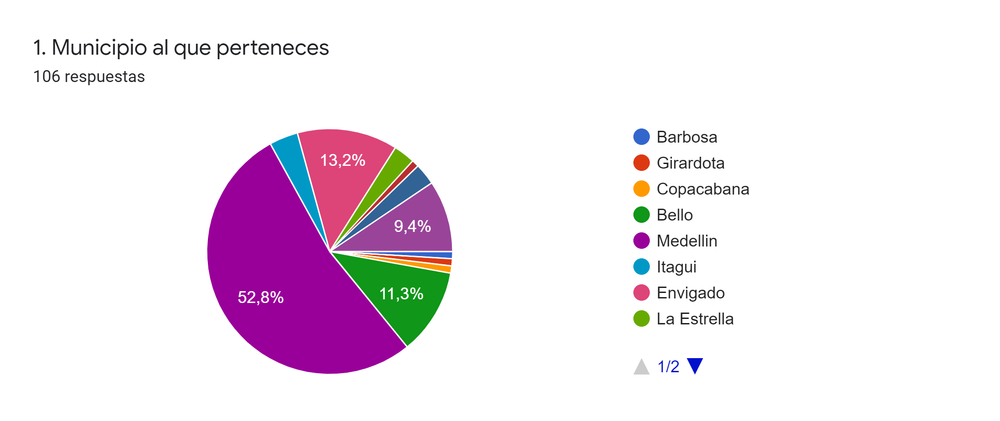 1. Municipio al que perteneces
106 respuestas
13,2%
9,4%
11,3%
52,8%
Barbosa
Girardota
Copacabana
Bello
Medellin
Itagui
Envigado
La Estrella
1/2